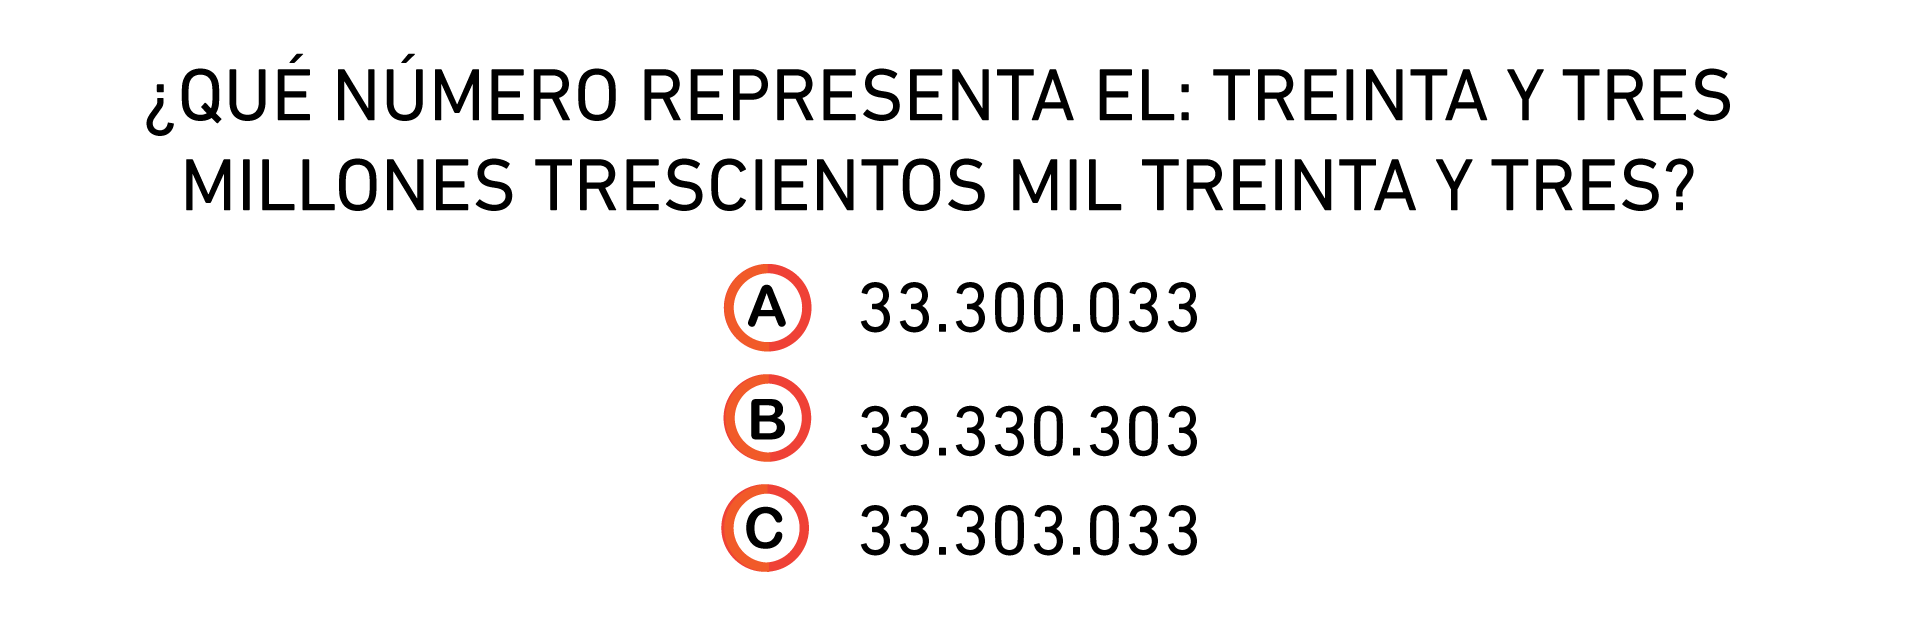 ¿QUÉ NÚMERO REPRESENTA EL: TREINTA Y TRES
MILLONES TRESCIENTOS MIL TREINTA Y TRES?
A 33.300.033
B 33.330.303
C 33.303.033